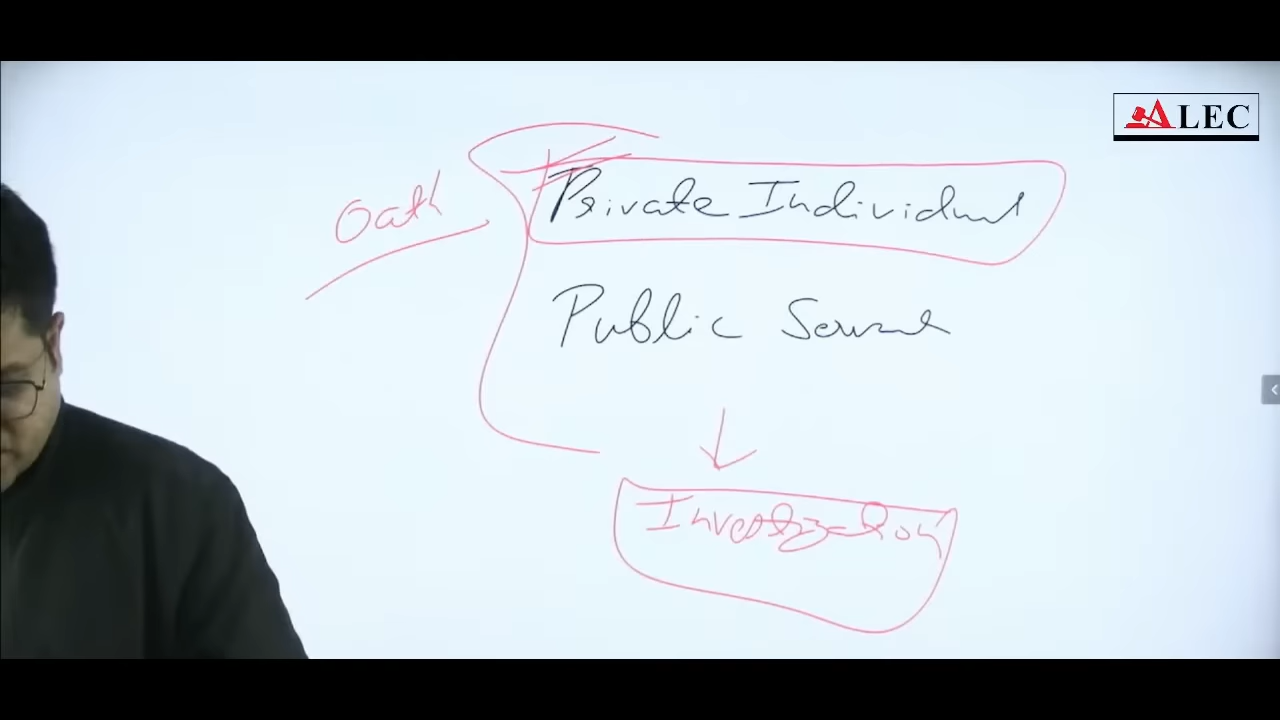 ALEC
Oath
Private Individual
Public Servant
Investigation